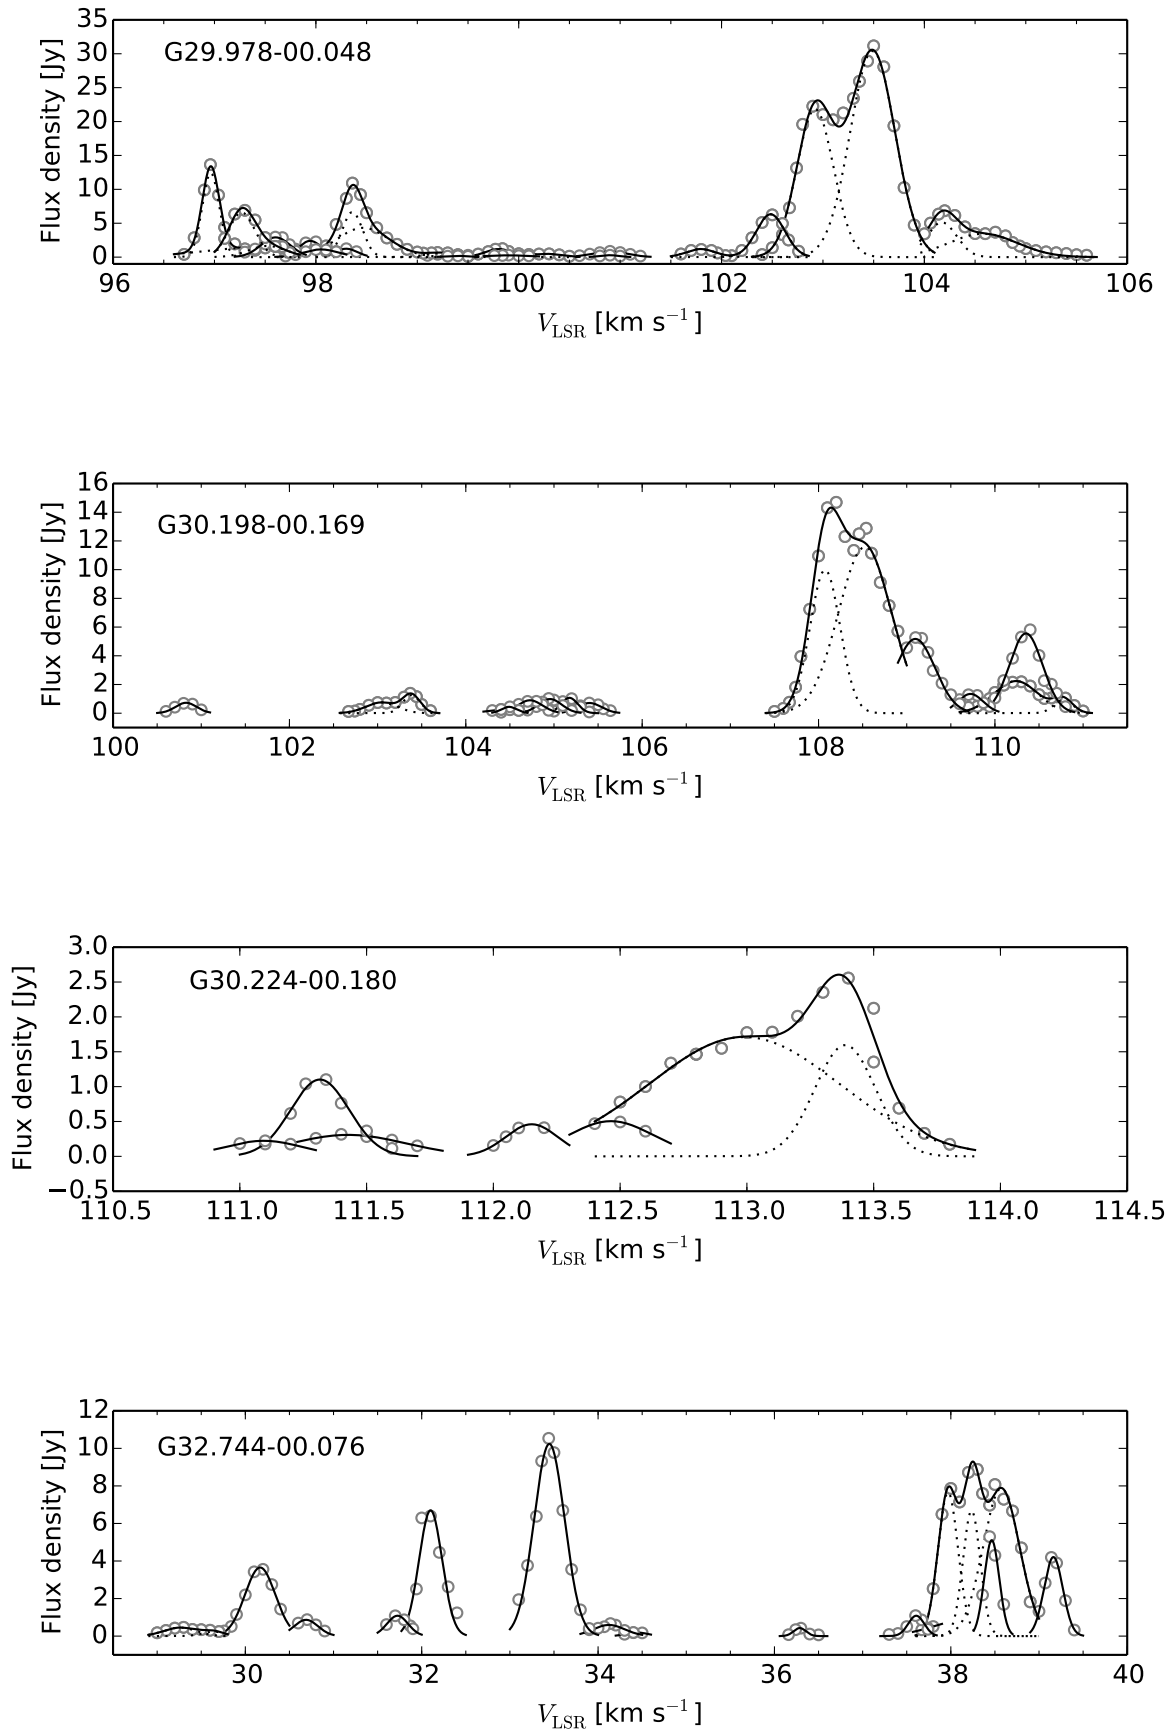 35
30
25
20
15
10
5
0
Flux density [Jy]
G29.978-00.048
96 98 100 102 104 106
V_LSR [km s⁻¹]
16
14
12
10
8
6
4
2
0
Flux density [Jy]
G30.198-00.169
100 102 104 106 108 110
V_LSR [km s⁻¹]
3.0
2.5
2.0
1.5
1.0
0.5
0.0
−0.5
Flux density [Jy]
G30.224-00.180
110.5 111.0 111.5 112.0 112.5 113.0 113.5 114.0 114.5
V_LSR [km s⁻¹]
12
10
8
6
4
2
0
Flux density [Jy]
G32.744-00.076
30 32 34 36 38 40
V_LSR [km s⁻¹]